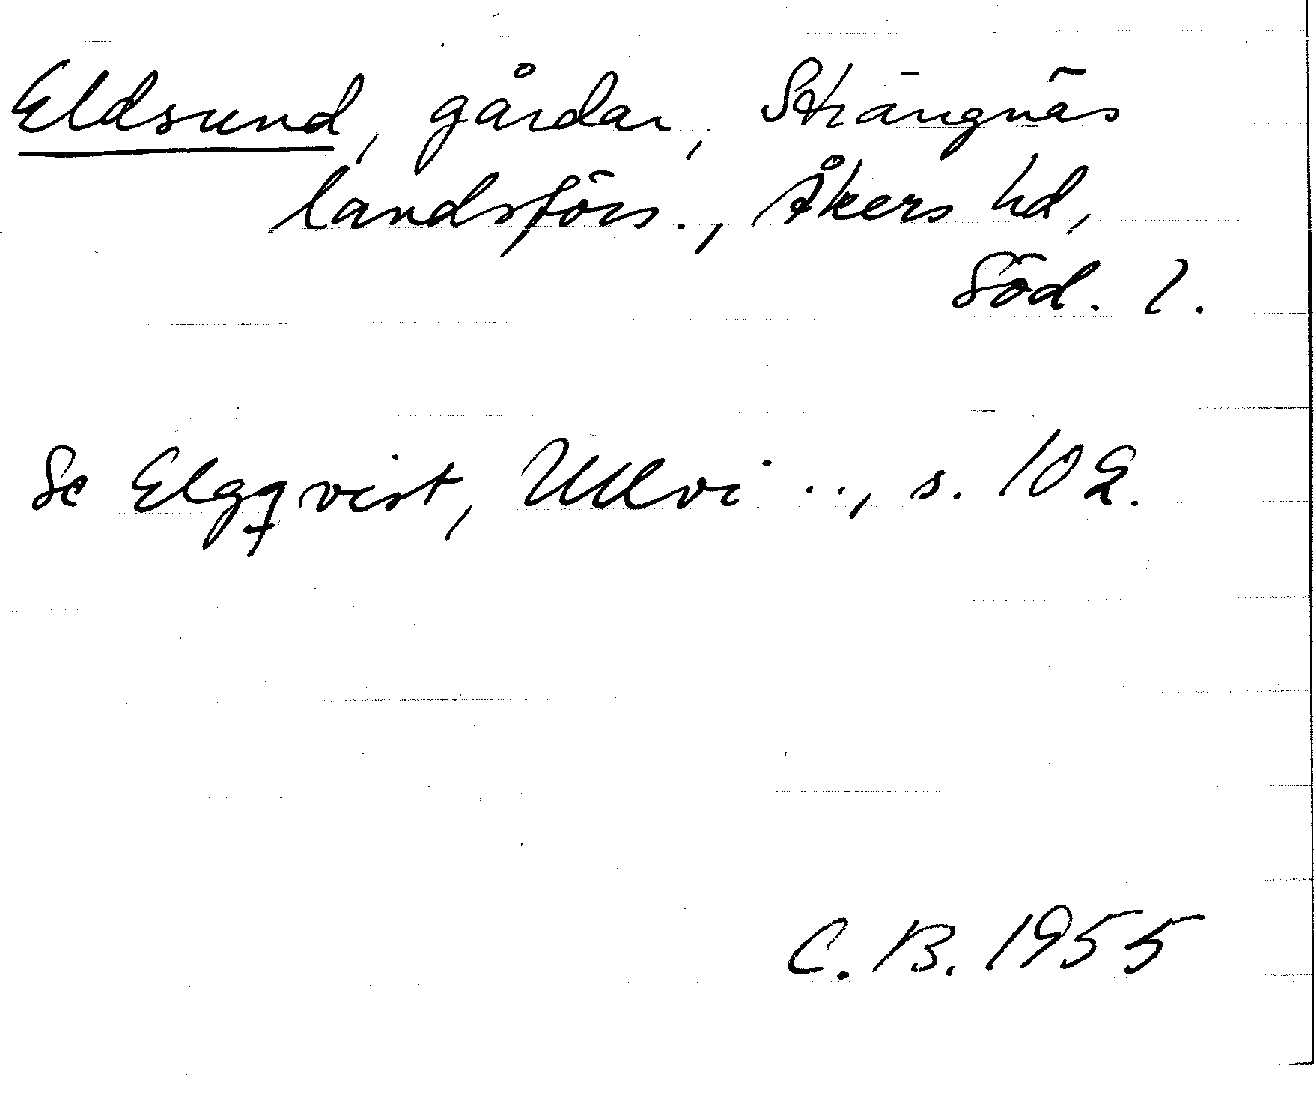 Eldsund, gårdar, Strängnäs
landsförs., Åkers hd,
Söd. l.
Se Elgqvist, Ullvi .., s. 102.
C. B. 1955